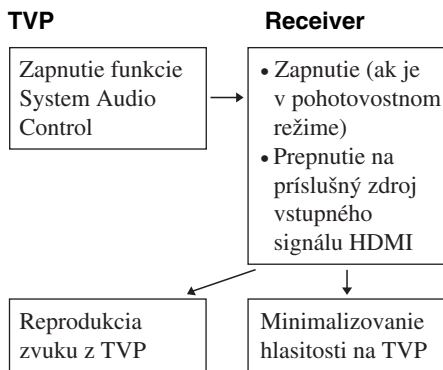 TVP
Receiver
Zapnutie funkcie
System Audio
Control
• Zapnutie (ak je
v pohotovostnom
režime)
• Prepnutie na
príslušný zdroj
vstupného
signálu HDMI
Reprodukcia
zvuku z TVP
Minimalizovanie
hlasitosti na TVP